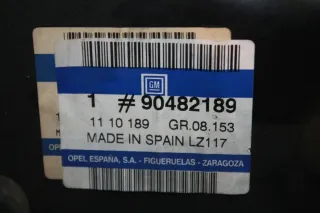 GM
1 # 90482189
11 10 189 GR.08.153
MADE IN SPAIN LZ117
OPEL ESPAÑA, S.A. - FIGUERUELAS - ZARAGOZA